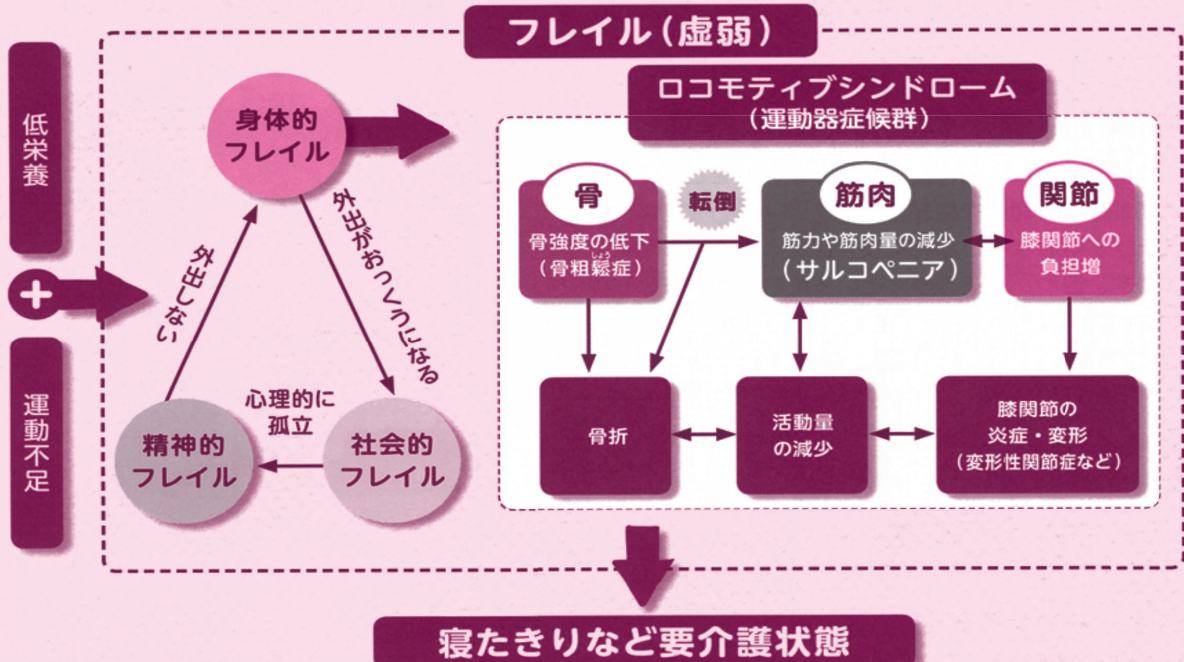 フレイル（虚弱）
低栄養
＋
運動不足
身体的
フレイル
外出がおっくうになる
社会的
フレイル
心理的に
孤立
精神的
フレイル
外出しない
ロコモティブシンドローム
（運動器症候群）
骨
骨強度の低下
（骨粗鬆症）
しょう
転倒
筋肉
筋力や筋肉量の減少
（サルコペニア）
関節
膝関節への
負担増
骨折
活動量
の減少
膝関節の
炎症・変形
（変形性関節症など）
寝たきりなど要介護状態